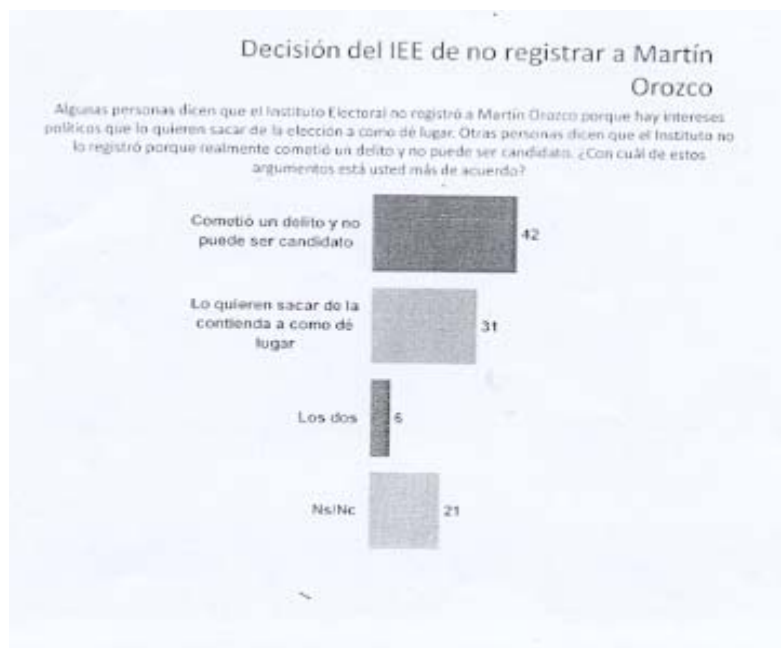 Decisión del IEE de no registrar a Martín
Orozco
Algunas personas dicen que el Instituto Electoral no registró a Martín Orozco porque hay intereses
políticos que lo quieren sacar de la elección a como dé lugar. Otras personas dicen que el Instituto no
lo registró porque realmente cometió un delito y no puede ser candidato. ¿Con cuál de estos
argumentos está usted más de acuerdo?
Cometió un delito y no
puede ser candidato
42
Lo quieren sacar de la
contienda a como dé
lugar
31
Los dos
6
Ns/Nc
21